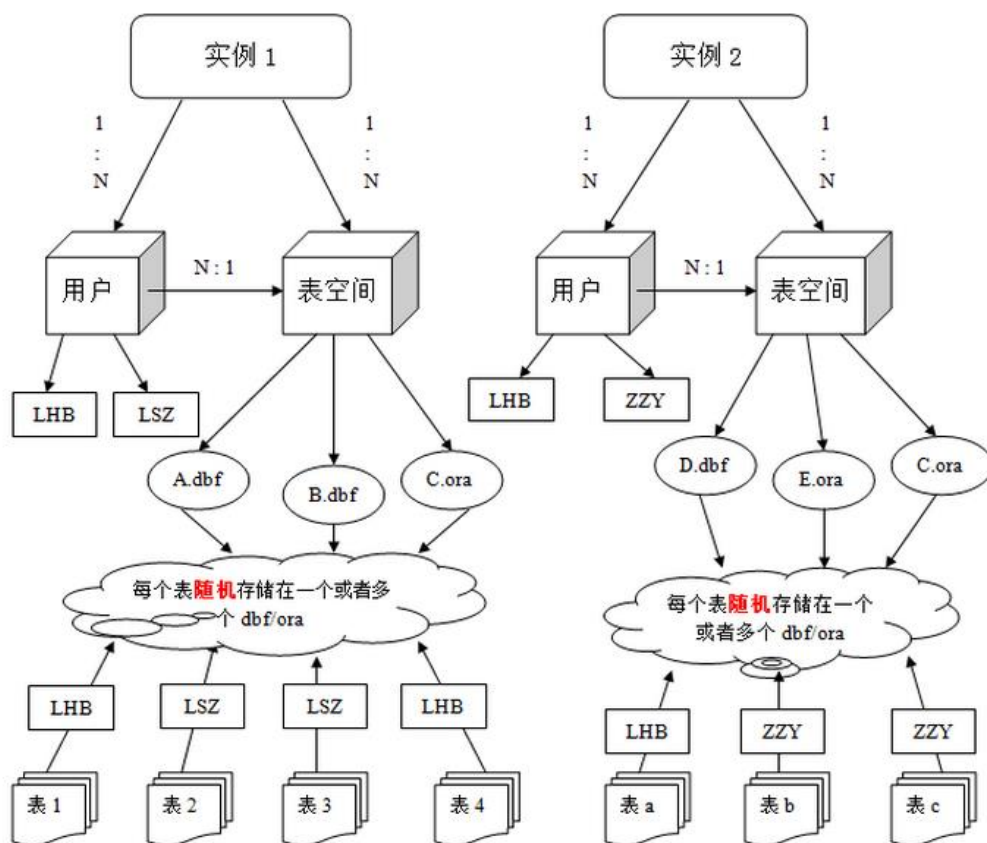 实例 1
实例 2
1
:
N
1
:
N
1
:
N
1
:
N
用户
N : 1
表空间
用户
N : 1
表空间
LHB
LSZ
LHB
ZZY
A.dbf
B.dbf
C.ora
D.dbf
E.ora
C.ora
每个表随机存储在一个或者多
个 dbf/ora
每个表随机存储在一个
或者多个 dbf/ora
LHB
LSZ
LSZ
LHB
LHB
ZZY
ZZY
表 1
表 2
表 3
表 4
表 a
表 b
表 c